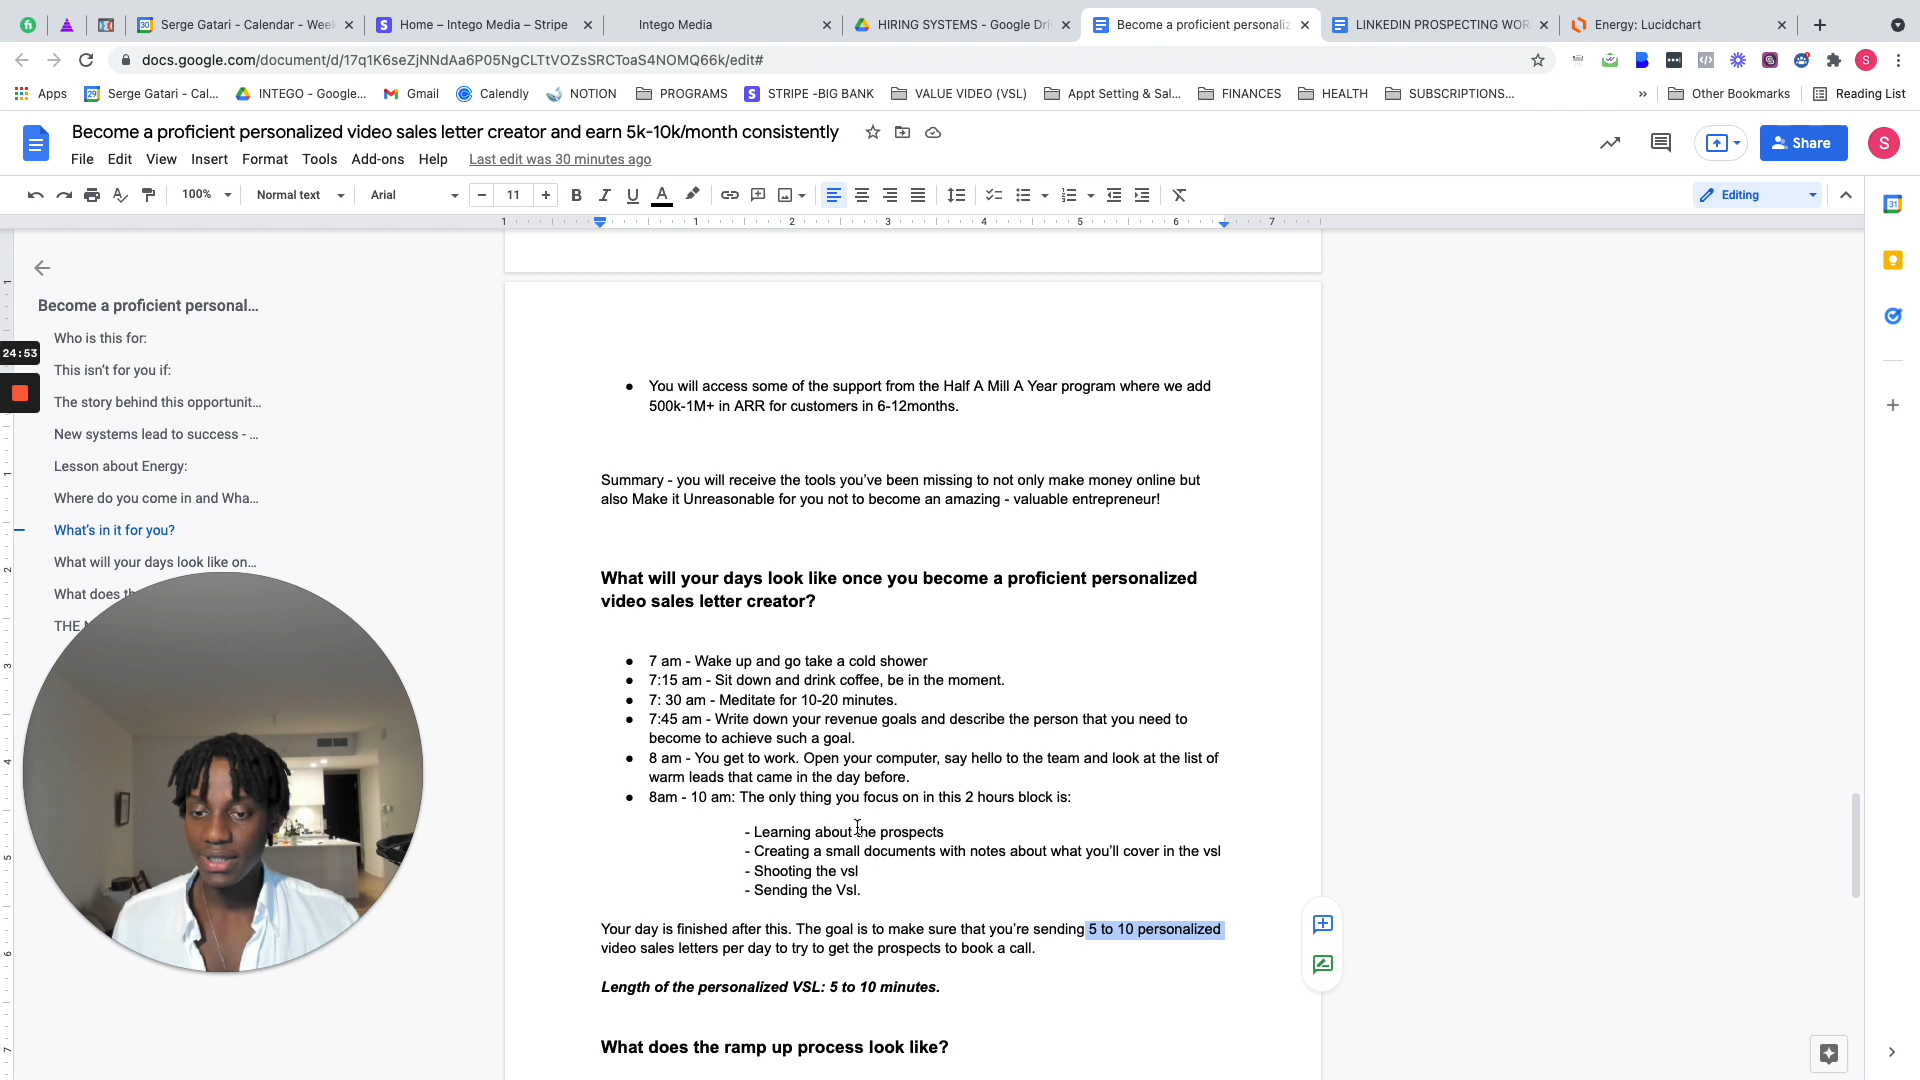 Serge Gatari - Calendar - Week
Home – Intego Media – Stripe
Intego Media
HIRING SYSTEMS - Google Dri
Become a proficient personaliz
LINKEDIN PROSPECTING WOR
Energy: Lucidchart
docs.google.com/document/d/17q1K6seZjNNdAa6P05NgCLTtVOZsSRCToaS4NOMQ66k/edit#
S
Apps
Serge Gatari - Cal...
INTEGO - Google...
Gmail
Calendly
NOTION
PROGRAMS
STRIPE -BIG BANK
VALUE VIDEO (VSL)
Appt Setting & Sal...
FINANCES
HEALTH
SUBSCRIPTIONS...
»
Other Bookmarks
Reading List
Become a proficient personalized video sales letter creator and earn 5k-10k/month consistently
File Edit View Insert Format Tools Add-ons Help Last edit was 30 minutes ago
Share
S
100%
Normal text
Arial
11
B I U A
Editing
1 1 2 3 4 5 6 7
Become a proficient personal...
Who is this for:
24:53
This isn't for you if:
The story behind this opportunit...
New systems lead to success - ...
Lesson about Energy:
Where do you come in and Wha...
What's in it for you?
What will your days look like on...
What does th
THE
● You will access some of the support from the Half A Mill A Year program where we add
500k-1M+ in ARR for customers in 6-12months.
Summary - you will receive the tools you've been missing to not only make money online but
also Make it Unreasonable for you not to become an amazing - valuable entrepreneur!
What will your days look like once you become a proficient personalized
video sales letter creator?
● 7 am - Wake up and go take a cold shower
● 7:15 am - Sit down and drink coffee, be in the moment.
● 7: 30 am - Meditate for 10-20 minutes.
● 7:45 am - Write down your revenue goals and describe the person that you need to
become to achieve such a goal.
● 8 am - You get to work. Open your computer, say hello to the team and look at the list of
warm leads that came in the day before.
● 8am - 10 am: The only thing you focus on in this 2 hours block is:
- Learning about the prospects
- Creating a small documents with notes about what you'll cover in the vsl
- Shooting the vsl
- Sending the Vsl.
Your day is finished after this. The goal is to make sure that you're sending 5 to 10 personalized
video sales letters per day to try to get the prospects to book a call.
Length of the personalized VSL: 5 to 10 minutes.
What does the ramp up process look like?